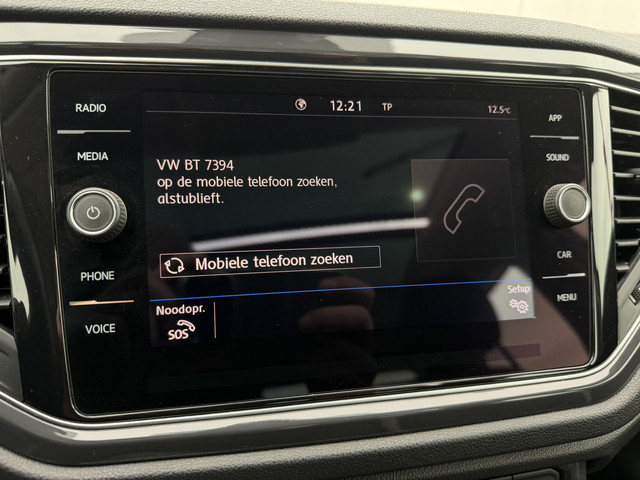 RADIO
MEDIA
PHONE
VOICE
12:21 TP 12.5°C
VW BT 7394
op de mobiele telefoon zoeken,
alstublieft.
Mobiele telefoon zoeken
Noodopr.
SOS
Setup
APP
SOUND
CAR
MENU